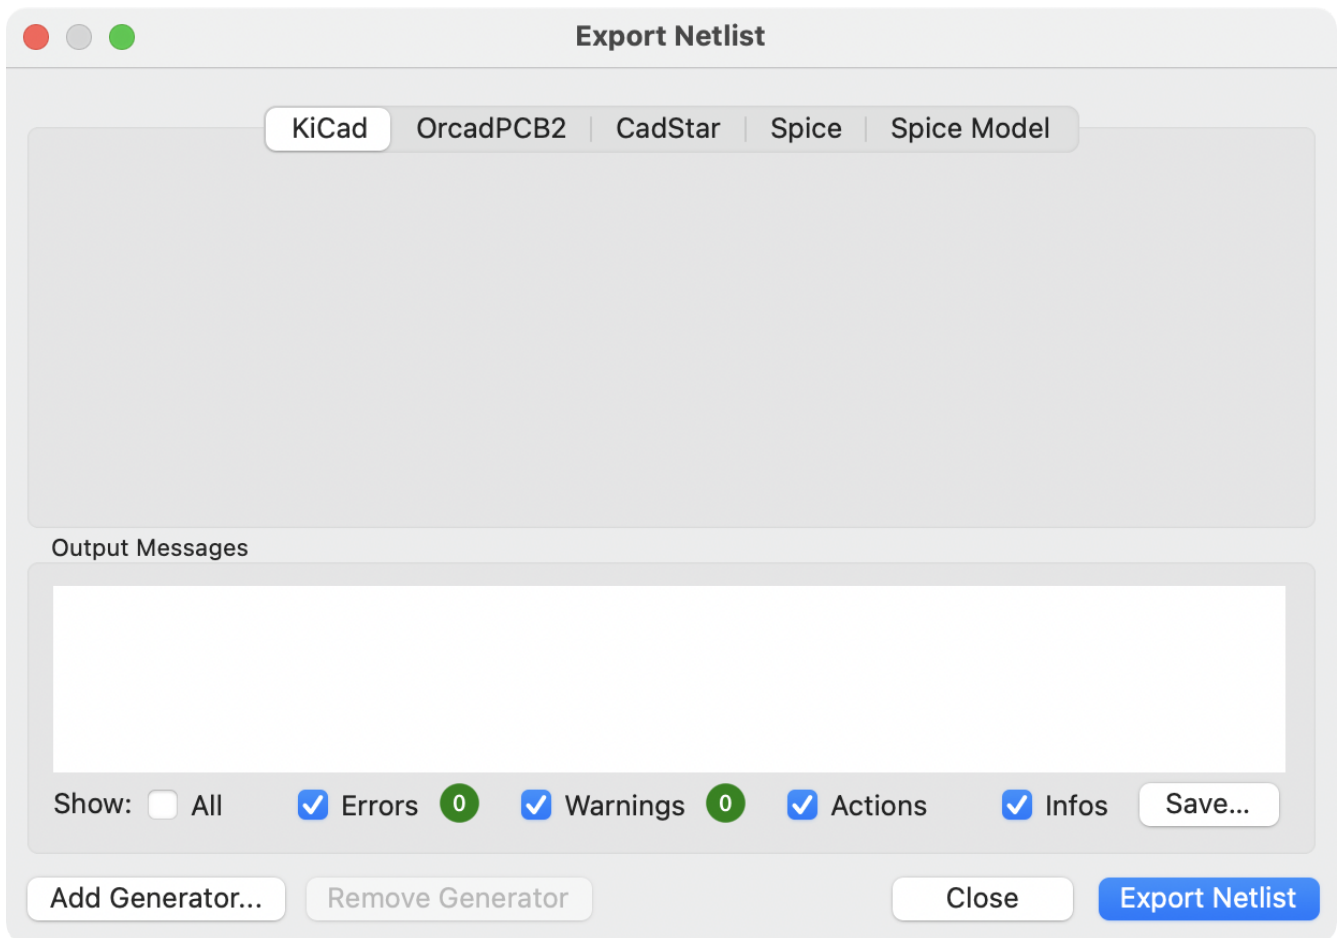 Export Netlist
KiCad OrcadPCB2 CadStar Spice Spice Model
Output Messages
Show: All Errors 0 Warnings 0 Actions Infos Save...
Add Generator... Remove Generator Close Export Netlist